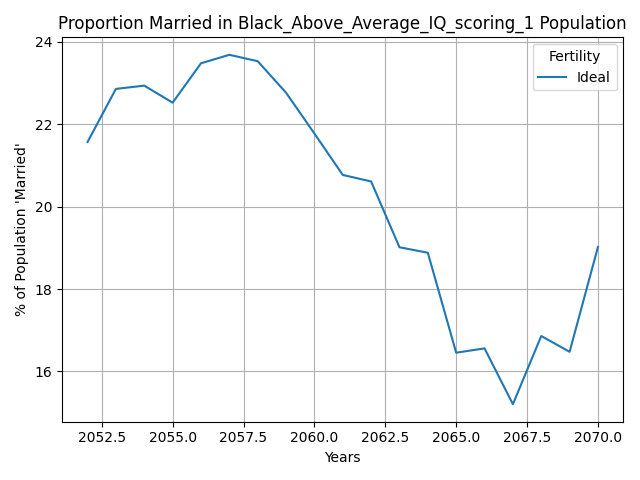 Proportion Married in Black_Above_Average_IQ_scoring_1 Population
Fertility
Ideal
24
22
20
18
16
% of Population 'Married'
2052.5 2055.0 2057.5 2060.0 2062.5 2065.0 2067.5 2070.0
Years